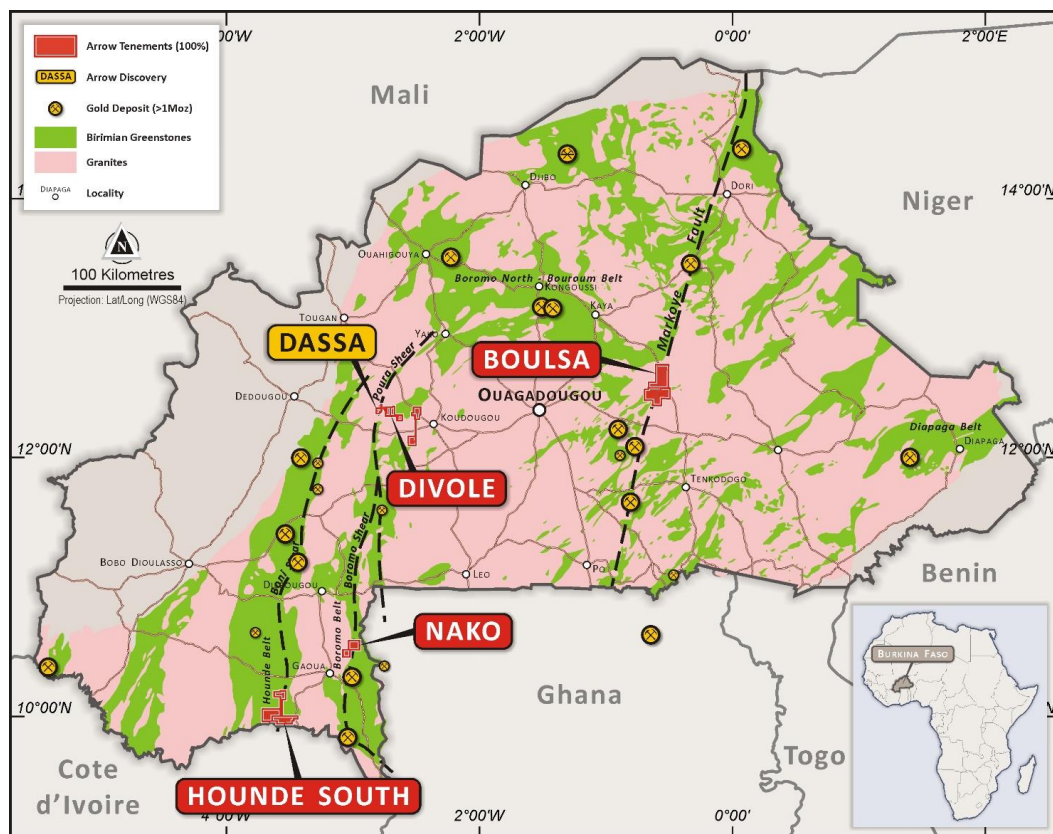 4°00'W
2°00'W
0°00'
2°00'E
Arrow Tenements (100%)
DASSA
Arrow Discovery
Gold Deposit (>1Moz)
Birimian Greenstones
Granites
DIAPAGA
Locality
N
100 Kilometres
Projection: Lat/Long (WGS84)
Mali
Niger
14°00'N
DJIBO
DORI
OUAHIGOUYA
Boromo North - Bouroum Belt
KONGOUSSI
KAYA
Markoye Fault
TOUGAN
YAKO
DASSA
Poura Shear
BOULSA
DEDOUGOU
OUAGADOUGOU
KOUDOUGOU
12°00'N
Diapaga Belt
DIAPAGA
12°00'N
DIVOLE
TENKODOGO
BOBO DIOULASSO
Boromo Shear
LEO
PO
Benin
NAKO
Boromo Belt
Hounde Belt
GAOUA
BURKINA FASO
10°00'N
Ghana
Togo
Cote
d'Ivoire
HOUNDE SOUTH
4°00'W
2°00'W
0°00'